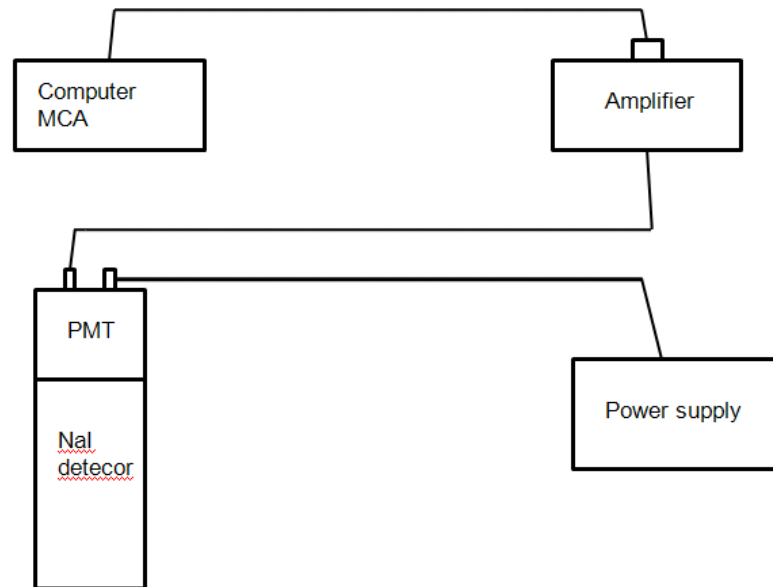 Computer
MCA
Amplifier
PMT
NaI
detecor
Power supply